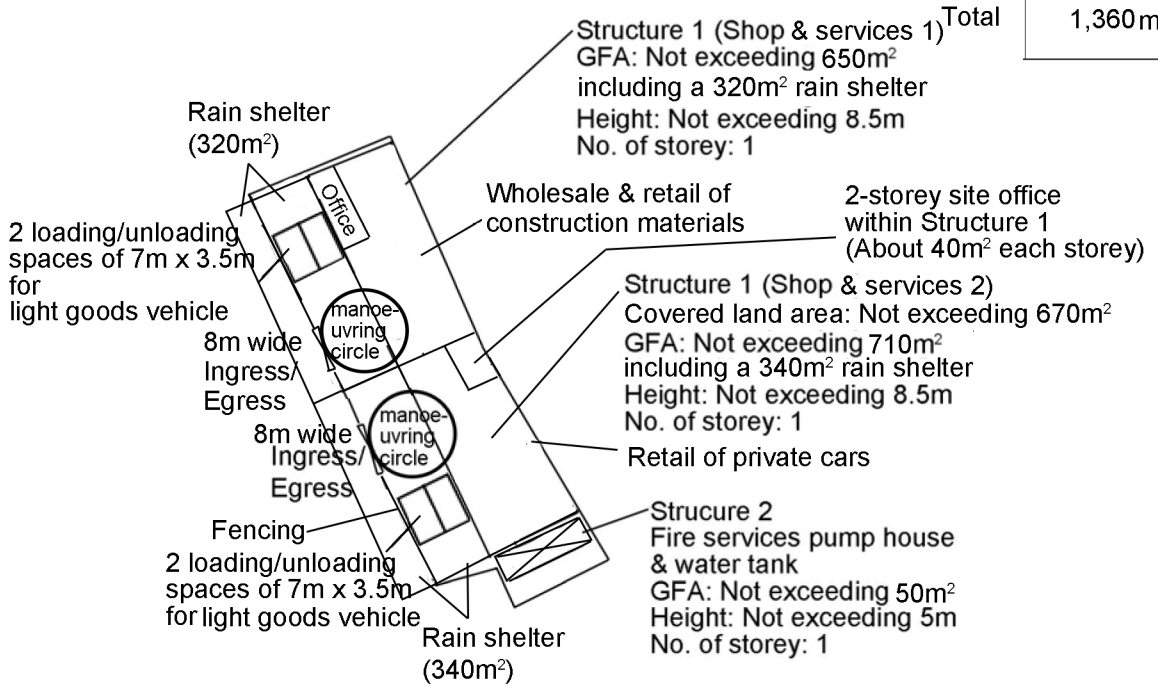 Total 1,360m
Structure 1 (Shop & services 1)
GFA: Not exceeding 650m²
including a 320m² rain shelter
Height: Not exceeding 8.5m
No. of storey: 1
Rain shelter
(320m²)
Office
Wholesale & retail of
construction materials
2-storey site office
within Structure 1
(About 40m² each storey)
2 loading/unloading
spaces of 7m x 3.5m
for
light goods vehicle
Structure 1 (Shop & services 2)
Covered land area: Not exceeding 670m²
GFA: Not exceeding 710m²
including a 340m² rain shelter
Height: Not exceeding 8.5m
No. of storey: 1
manoe-
uvring
circle
8m wide
Ingress/
Egress
manoe-
uvring
circle
8m wide
Ingress/
Egress
Retail of private cars
Fencing
2 loading/unloading
spaces of 7m x 3.5m
for light goods vehicle
Strucure 2
Fire services pump house
& water tank
GFA: Not exceeding 50m²
Height: Not exceeding 5m
No. of storey: 1
Rain shelter
(340m²)